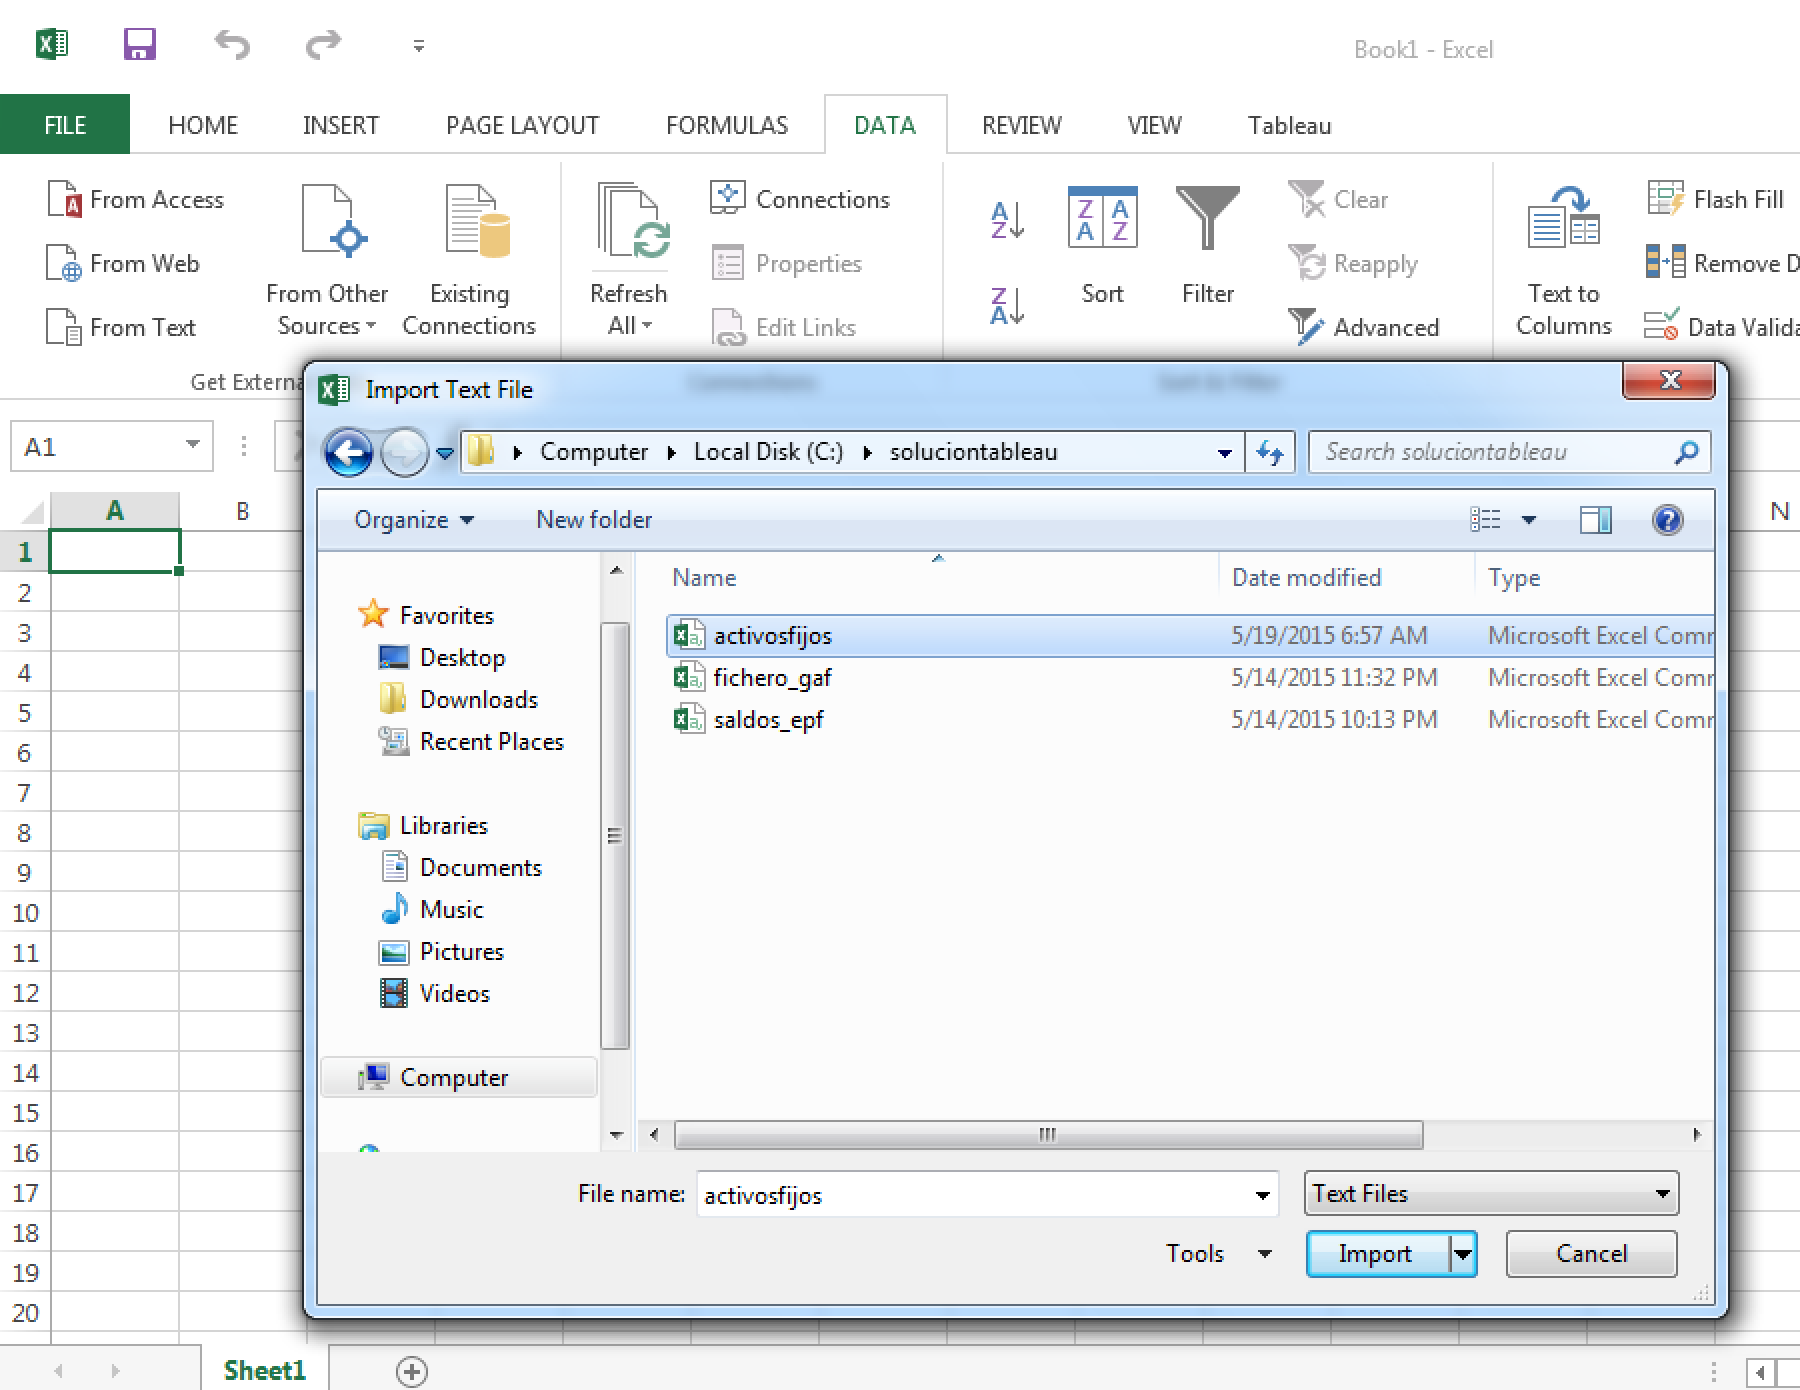 Book1 - Excel
FILE HOME INSERT PAGE LAYOUT FORMULAS DATA REVIEW VIEW Tableau
From Access
From Web
From Text
From Other
Sources
Existing
Connections
Refresh
All
Connections
Properties
Edit Links
Sort
Filter
Clear
Reapply
Advanced
Text to
Columns
Flash Fill
Remove D
Data Valida
Get Externa
Connections
Sort & Filter
Import Text File
A1
Computer Local Disk (C:) soluciontableau
Search soluciontableau
Organize New folder
A B N
Name Date modified Type
activosfijos 5/19/2015 6:57 AM Microsoft Excel Comm
fichero_gaf 5/14/2015 11:32 PM Microsoft Excel Comm
saldos_epf 5/14/2015 10:13 PM Microsoft Excel Comm
Favorites
Desktop
Downloads
Recent Places
Libraries
Documents
Music
Pictures
Videos
Computer
1
2
3
4
5
6
7
8
9
10
11
12
13
14
15
16
17
18
19
20
File name: activosfijos Text Files
Tools Import Cancel
Sheet1